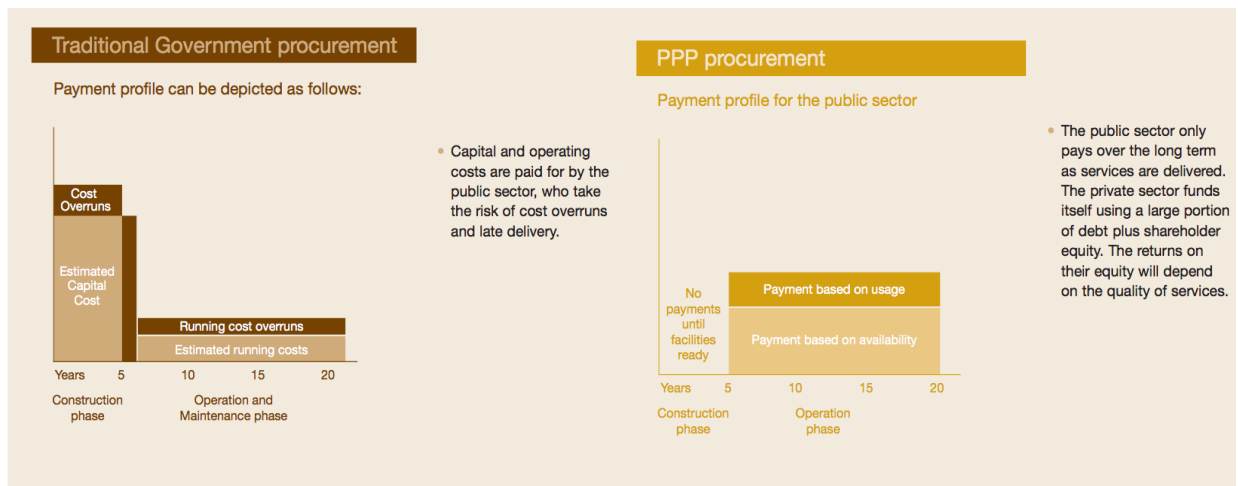 Traditional Government procurement
Payment profile can be depicted as follows:
Cost
Overruns
Estimated
Capital
Cost
Running cost overruns
Estimated running costs
Years 5 10 15 20
Construction
phase
Operation and
Maintenance phase
• Capital and operating
costs are paid for by the
public sector, who take
the risk of cost overruns
and late delivery.
PPP procurement
Payment profile for the public sector
No
payments
until
facilities
ready
Payment based on usage
Payment based on availability
Years 5 10 15 20
Construction
phase
Operation
phase
• The public sector only
pays over the long term
as services are delivered.
The private sector funds
itself using a large portion
of debt plus shareholder
equity. The returns on
their equity will depend
on the quality of services.